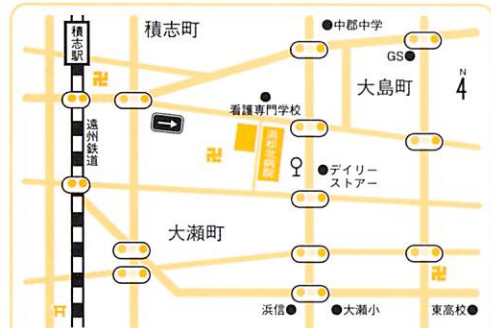 積志駅
積志町
中郡中学
GS
大島町
N
看護専門学校
遠州鉄道
浜松北病院
デイリー
ストアー
大瀬町
浜信
大瀬小
東高校